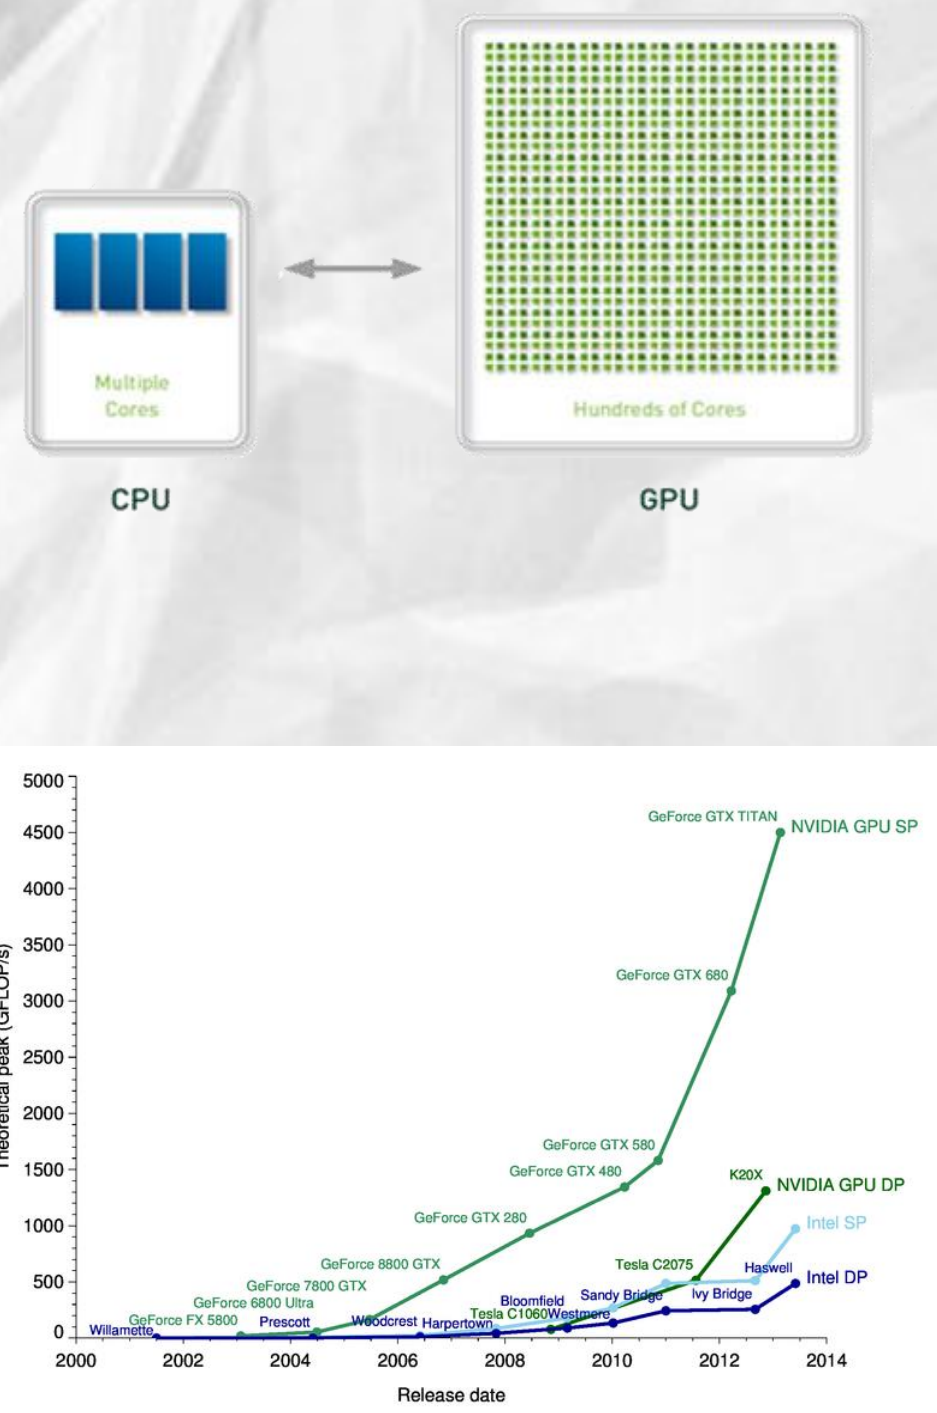 Multiple
Cores
Hundreds of Cores
CPU
GPU
5000
4500
4000
3500
3000
2500
2000
1500
1000
500
0
Theoretical peak (GFLOP/s)
GeForce GTX TITAN
NVIDIA GPU SP
GeForce GTX 680
GeForce GTX 580
GeForce GTX 480
K20X
NVIDIA GPU DP
GeForce GTX 280
Intel SP
GeForce 8800 GTX
Tesla C2075
Haswell
Intel DP
GeForce 7800 GTX
Sandy Bridge
Ivy Bridge
GeForce 6800 Ultra
Bloomfield
GeForce FX 5800
Prescott
Woodcrest
Harpertown
Tesla C1060
Westmere
Willamette
2000 2002 2004 2006 2008 2010 2012 2014
Release date